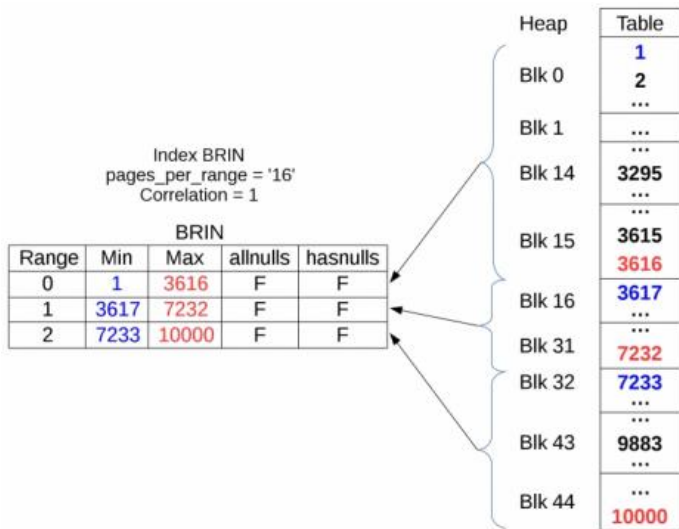 Index BRIN
pages_per_range = '16'
Correlation = 1
BRIN
Range Min Max allnulls hasnulls
0 1 3616 F F
1 3617 7232 F F
2 7233 10000 F F
Heap Table
Blk 0
1
2
...
Blk 1
...
Blk 14
...
3295
...
Blk 15
...
3615
3616
Blk 16
3617
...
Blk 31
...
7232
Blk 32
7233
...
Blk 43
...
9883
...
Blk 44
...
10000